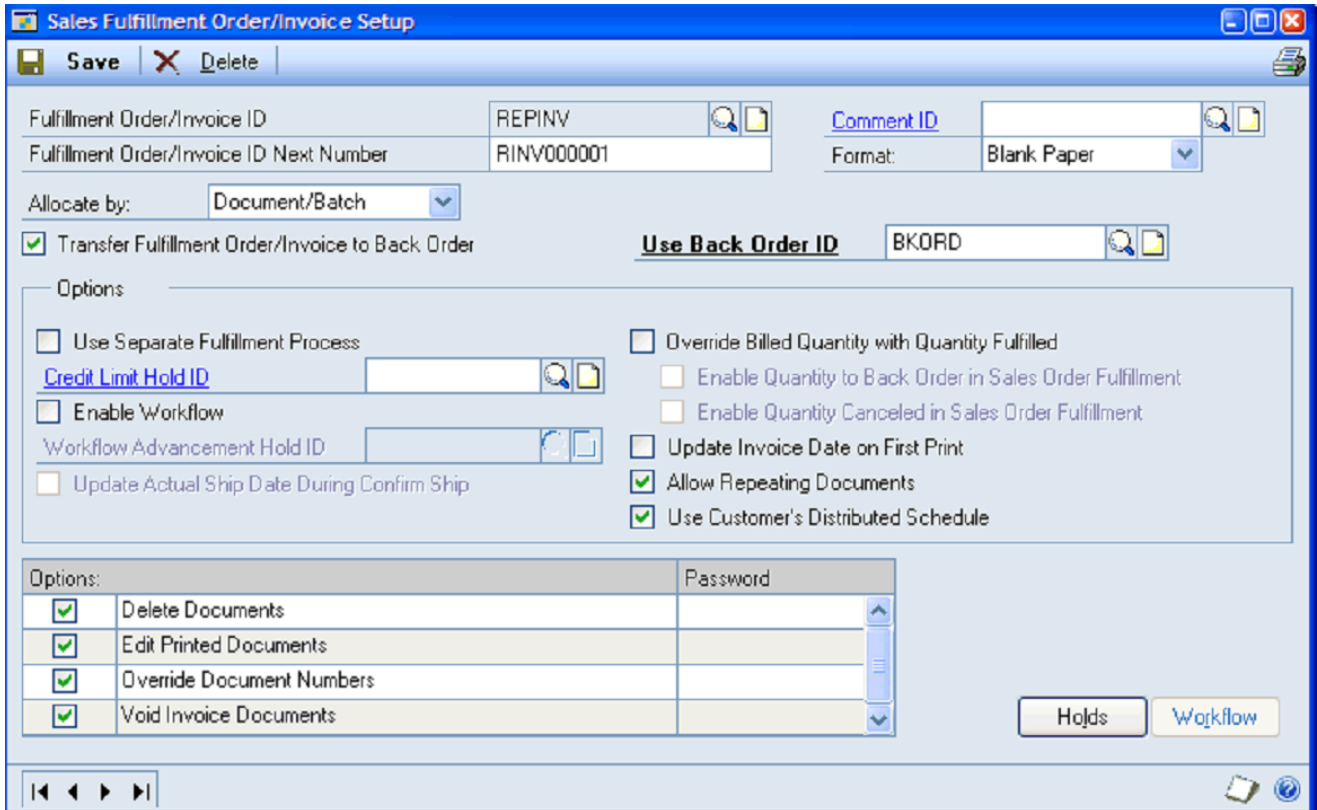 Sales Fulfillment Order/Invoice Setup
Save Delete
Fulfillment Order/Invoice ID REPINV Comment ID
Fulfillment Order/Invoice ID Next Number RINV000001 Format: Blank Paper
Allocate by: Document/Batch
Transfer Fulfillment Order/Invoice to Back Order Use Back Order ID BKORD
Options
Use Separate Fulfillment Process Override Billed Quantity with Quantity Fulfilled
Credit Limit Hold ID Enable Quantity to Back Order in Sales Order Fulfillment
Enable Workflow Enable Quantity Canceled in Sales Order Fulfillment
Workflow Advancement Hold ID Update Invoice Date on First Print
Update Actual Ship Date During Confirm Ship Allow Repeating Documents
Use Customer's Distributed Schedule
Options: Password
Delete Documents
Edit Printed Documents
Override Document Numbers
Void Invoice Documents
Holds Workflow